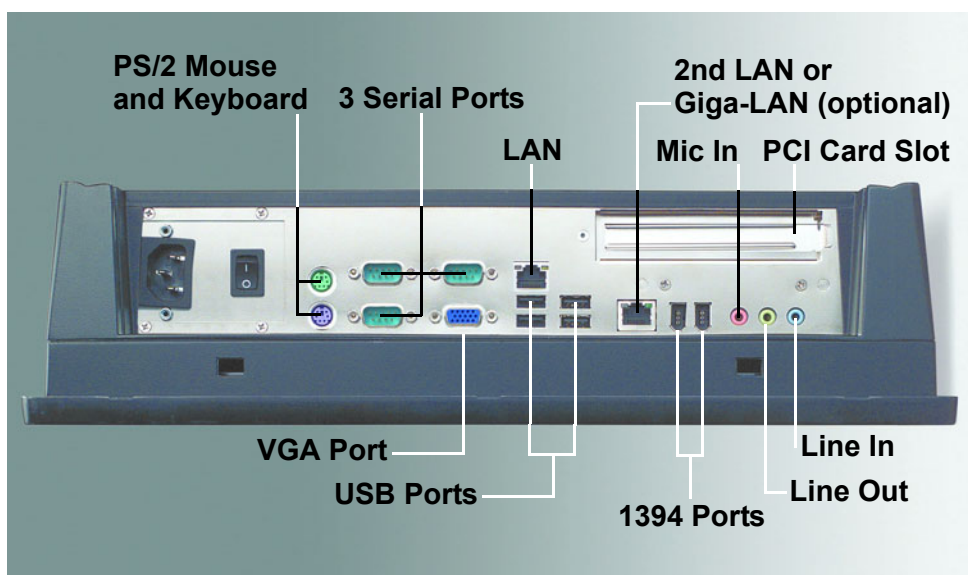 PS/2 Mouse
and Keyboard
3 Serial Ports
2nd LAN or
Giga-LAN (optional)
LAN
Mic In
PCI Card Slot
VGA Port
USB Ports
1394 Ports
Line In
Line Out